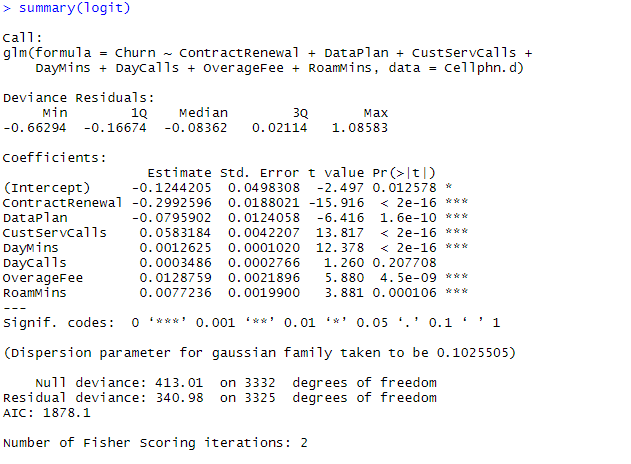 > summary(logit)
Call:
glm(formula = Churn ~ ContractRenewal + DataPlan + CustServCalls +
    DayMins + DayCalls + OverageFee + RoamMins, data = Cellphn.d)
Deviance Residuals:
     Min       1Q   Median       3Q      Max
-0.66294 -0.16674 -0.08362  0.02114  1.08583
Coefficients:
                  Estimate Std. Error t value Pr(>|t|)
(Intercept)     -0.1244205  0.0498308  -2.497 0.012578 *
ContractRenewal -0.2992596  0.0188021 -15.916  < 2e-16 ***
DataPlan        -0.0795902  0.0124058  -6.416  1.6e-10 ***
CustServCalls    0.0583184  0.0042207  13.817  < 2e-16 ***
DayMins          0.0012625  0.0001020  12.378  < 2e-16 ***
DayCalls         0.0003486  0.0002766   1.260 0.207708
OverageFee       0.0128759  0.0021896   5.880  4.5e-09 ***
RoamMins         0.0077236  0.0019900   3.881 0.000106 ***
---
Signif. codes:  0 ‘***’ 0.001 ‘**’ 0.01 ‘*’ 0.05 ‘.’ 0.1 ‘ ’ 1
(Dispersion parameter for gaussian family taken to be 0.1025505)
    Null deviance: 413.01  on 3332  degrees of freedom
Residual deviance: 340.98  on 3325  degrees of freedom
AIC: 1878.1
Number of Fisher Scoring iterations: 2